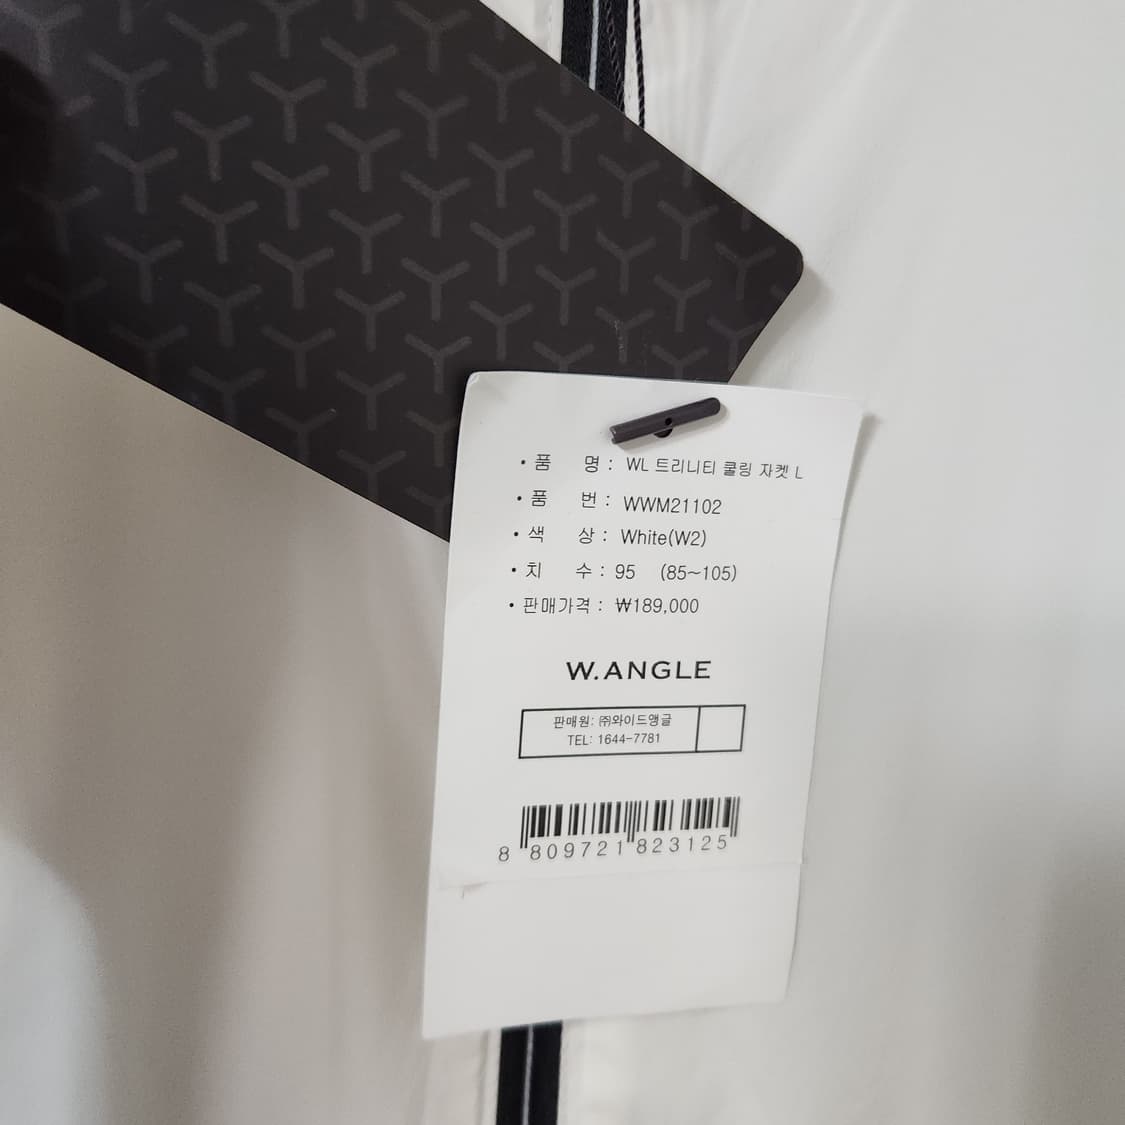 • 품 명 : WL 트리니티 쿨링 자켓 L
• 품 번 : WWM21102
• 색 상 : White(W2)
• 치 수 : 95 (85~105)
• 판매가격 : ₩189,000
W.ANGLE
판매원: ㈜와이드앵글
TEL: 1644-7781
8 809721 823125